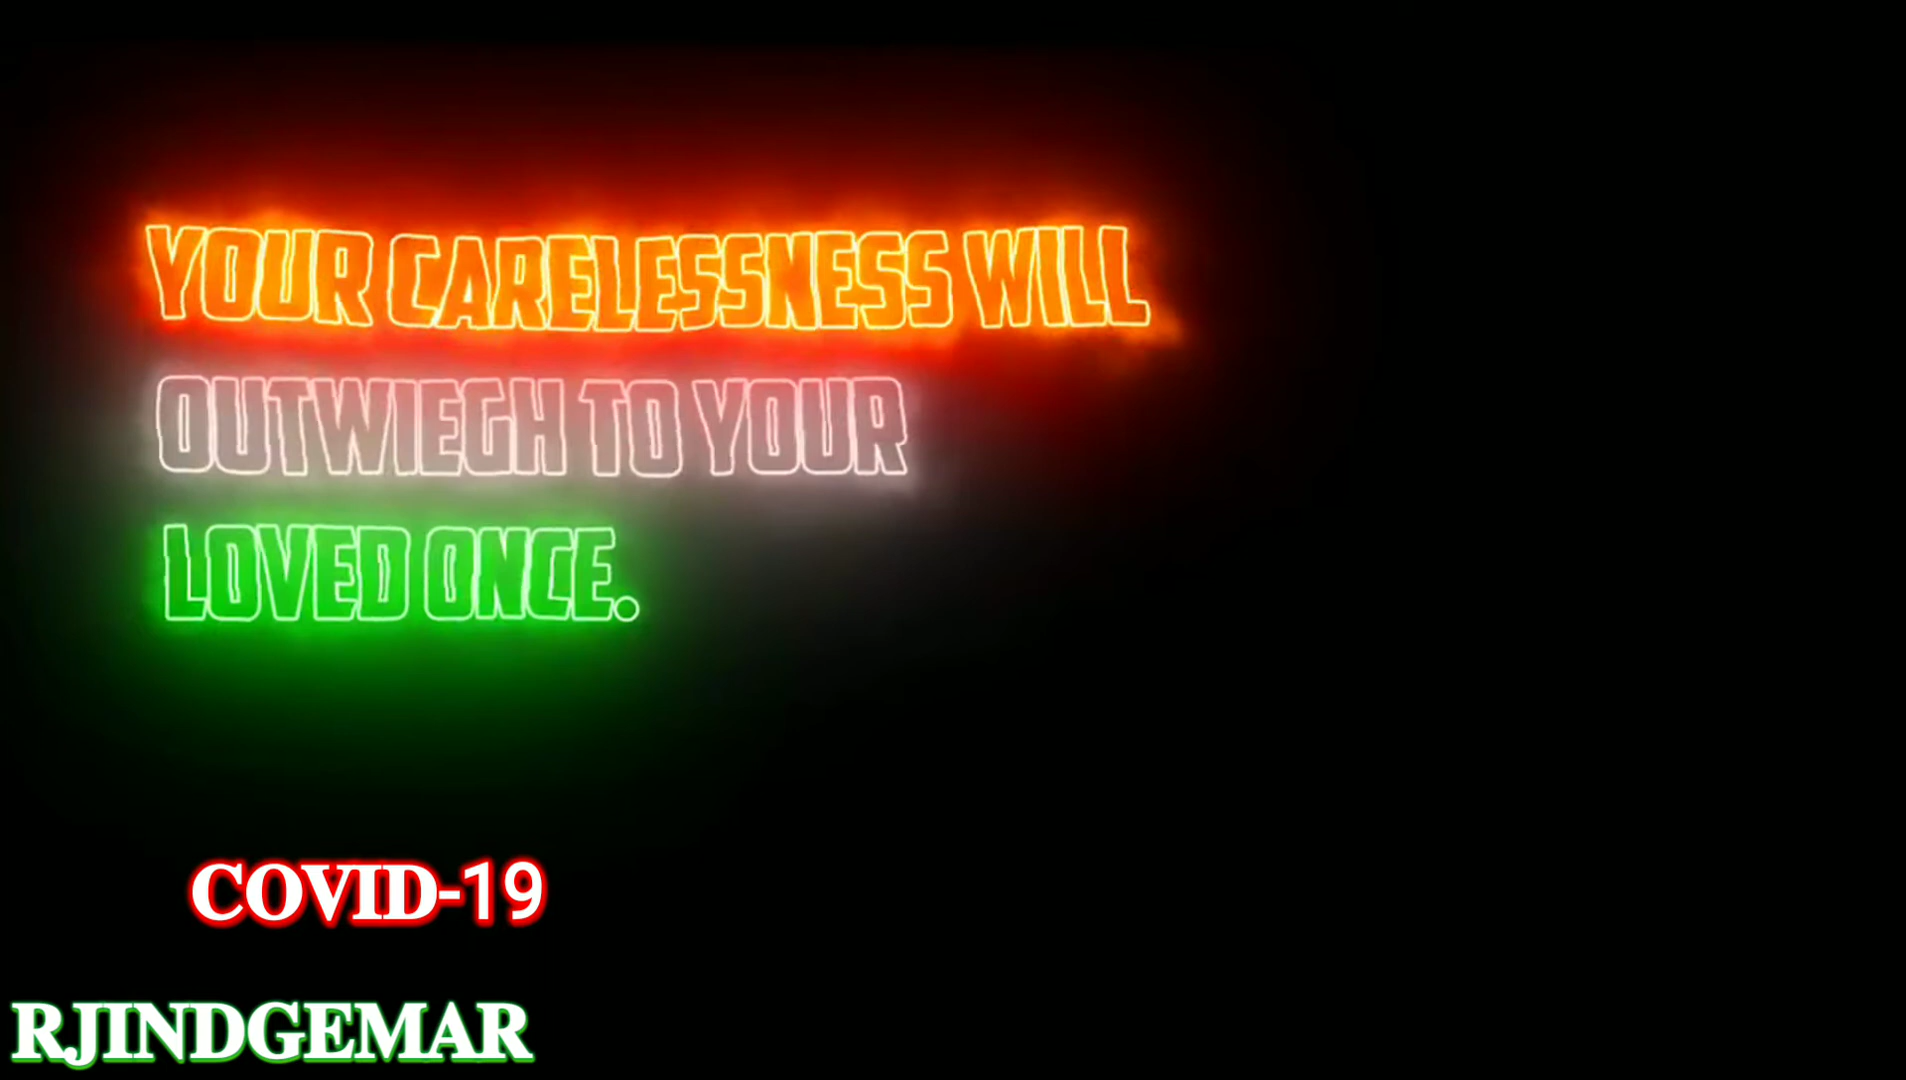 YOUR CARELESSNESS WILL
OUTWIEGH TO YOUR
LOVED ONCE.
COVID-19
RJINDGEMAR